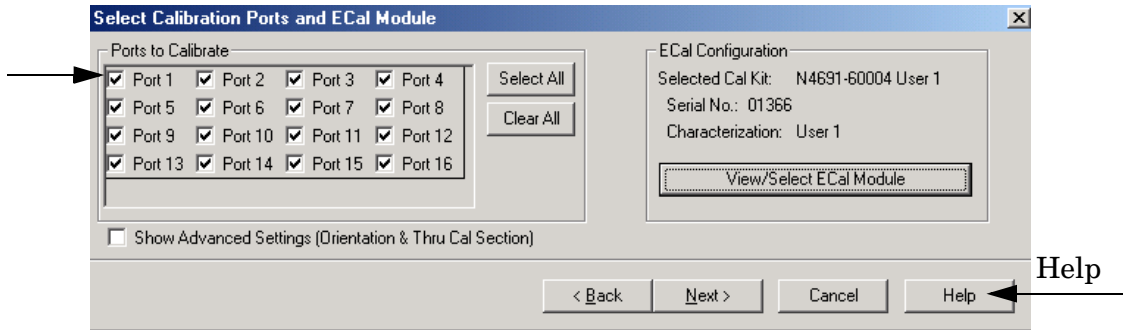 Select Calibration Ports and ECal Module
Ports to Calibrate
Port 1 Port 2 Port 3 Port 4
Port 5 Port 6 Port 7 Port 8
Port 9 Port 10 Port 11 Port 12
Port 13 Port 14 Port 15 Port 16
Select All
Clear All
ECal Configuration
Selected Cal Kit: N4691-60004 User 1
Serial No.: 01366
Characterization: User 1
View/Select ECal Module
Show Advanced Settings (Orientation & Thru Cal Section)
< Back Next > Cancel Help
Help